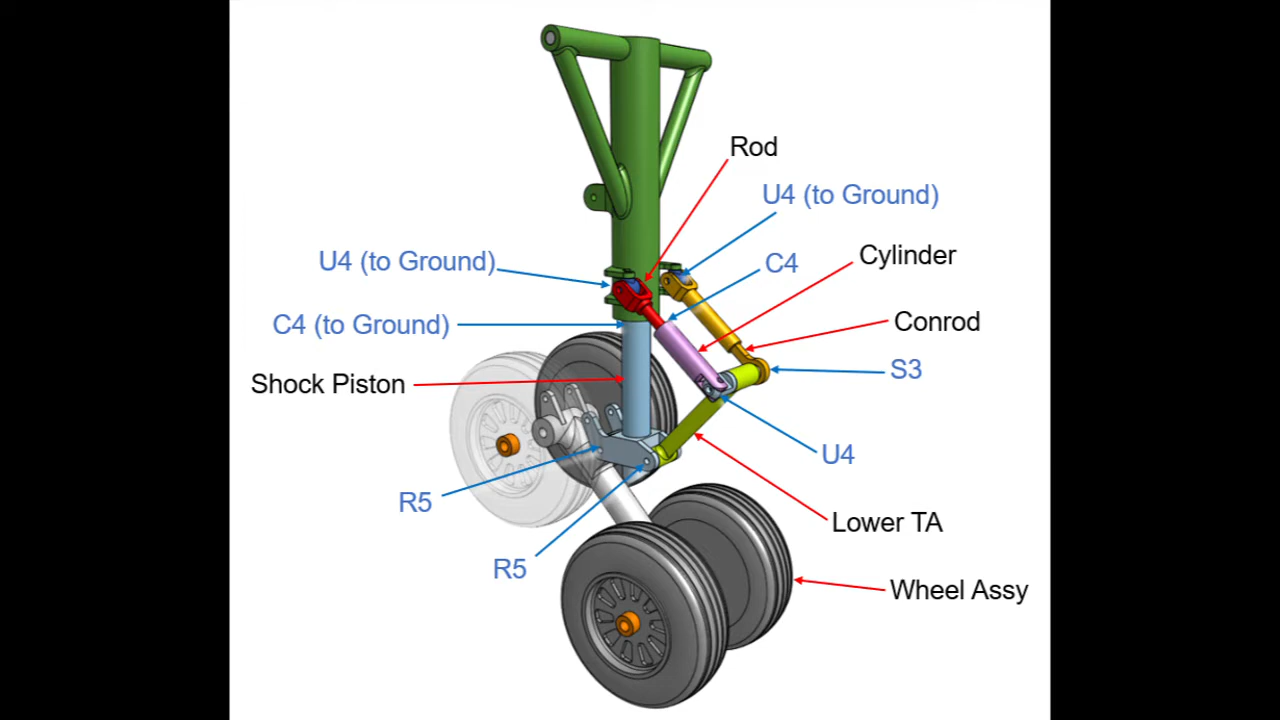 Rod
U4 (to Ground)
Cylinder
U4 (to Ground)
C4
C4 (to Ground)
Conrod
Shock Piston
S3
U4
R5
Lower TA
R5
Wheel Assy